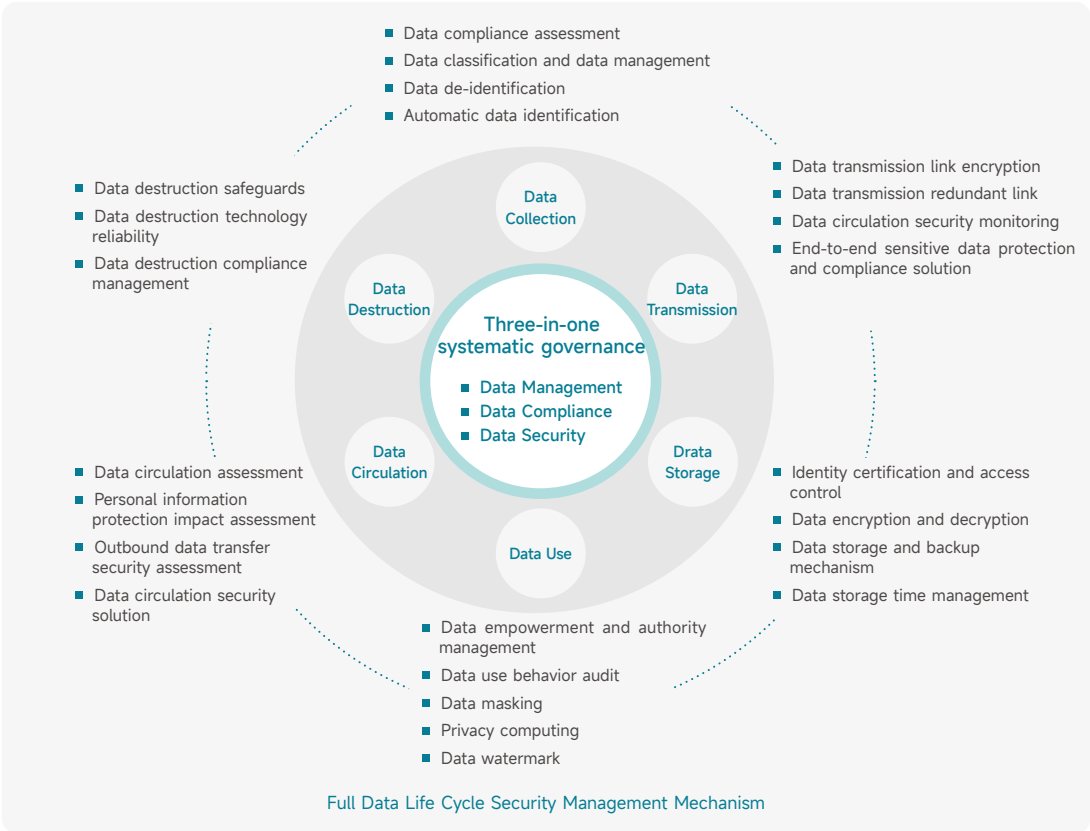 Data compliance assessment
Data classification and data management
Data de-identification
Automatic data identification
Data transmission link encryption
Data transmission redundant link
Data circulation security monitoring
End-to-end sensitive data protection
and compliance solution
Data destruction safeguards
Data destruction technology
reliability
Data destruction compliance
management
Data
Collection
Data
Destruction
Data
Transmission
Three-in-one
systematic governance
Data Management
Data Compliance
Data Security
Data
Circulation
Drata
Storage
Data Use
Data circulation assessment
Personal information
protection impact assessment
Outbound data transfer
security assessment
Data circulation security
solution
Identity certification and access
control
Data encryption and decryption
Data storage and backup
mechanism
Data storage time management
Data empowerment and authority
management
Data use behavior audit
Data masking
Privacy computing
Data watermark
Full Data Life Cycle Security Management Mechanism